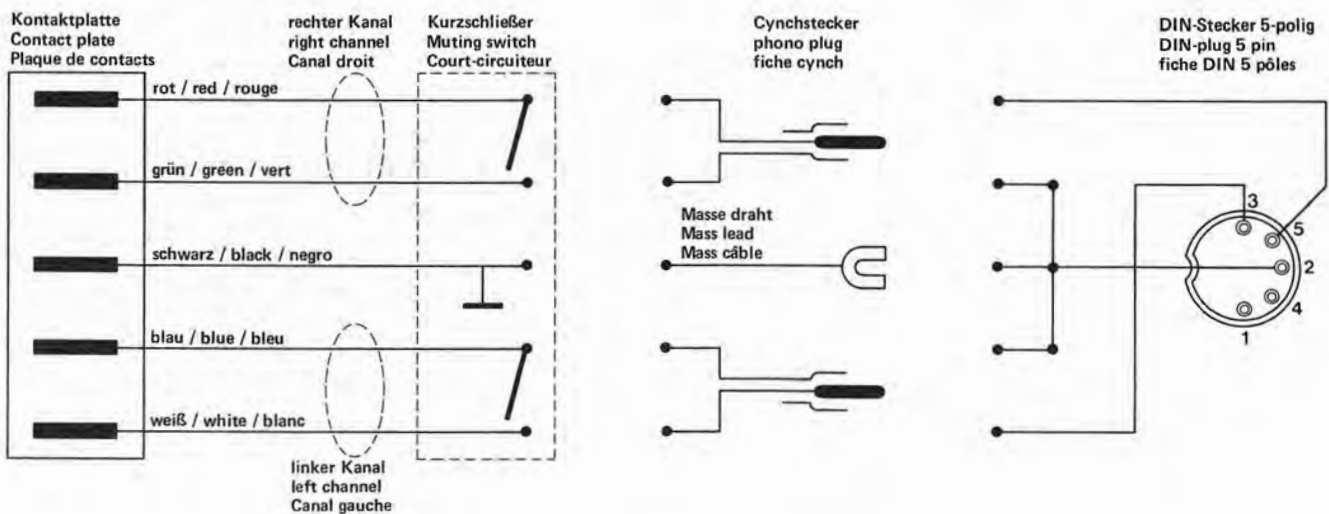 Kontaktplatte
Contact plate
Plaque de contacts
rechter Kanal
right channel
Canal droit
Kurzschließer
Muting switch
Court-circuiteur
Cynchstecker
phono plug
fiche cynch
DIN-Stecker 5-polig
DIN-plug 5 pin
fiche DIN 5 pôles
rot / red / rouge
grün / green / vert
schwarz / black / negro
blau / blue / bleu
weiß / white / blanc
linker Kanal
left channel
Canal gauche
Masse draht
Mass lead
Mass câble
3
5
2
4
1